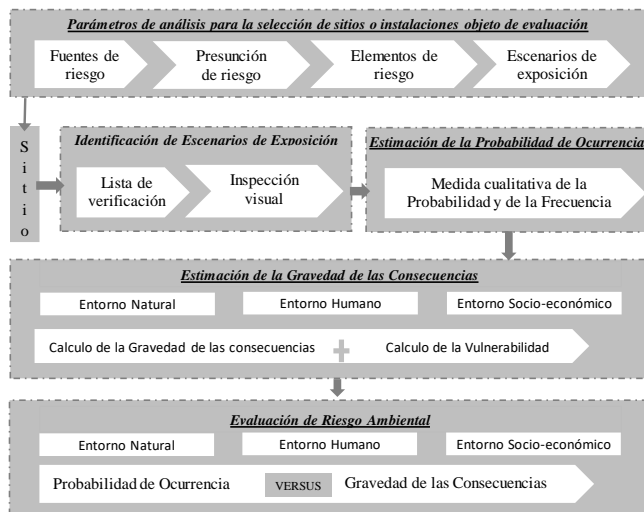 Parámetros de análisis para la selección de sitios o instalaciones objeto de evaluación
Fuentes de
riesgo
Presunción
de riesgo
Elementos de
riesgo
Escenarios
de exposición
S
i
t
i
o
Identificación de Escenarios de Exposición
Lista de
verificación
Inspección
visual
Estimación de la Probabilidad de Ocurrencia
Medida cualitativa de la
Probabilidad y de la Frecuencia
Estimación de la Gravedad de las Consecuencias
Entorno Natural
Entorno Humano
Entorno Socio-económico
Calculo de la Gravedad de las consecuencias
Calculo de la Vulnerabilidad
Evaluación de Riesgo Ambiental
Entorno Natural
Entorno Humano
Entorno Socio-económico
Probabilidad de Ocurrencia
VERSUS
Gravedad de las Consecuencias